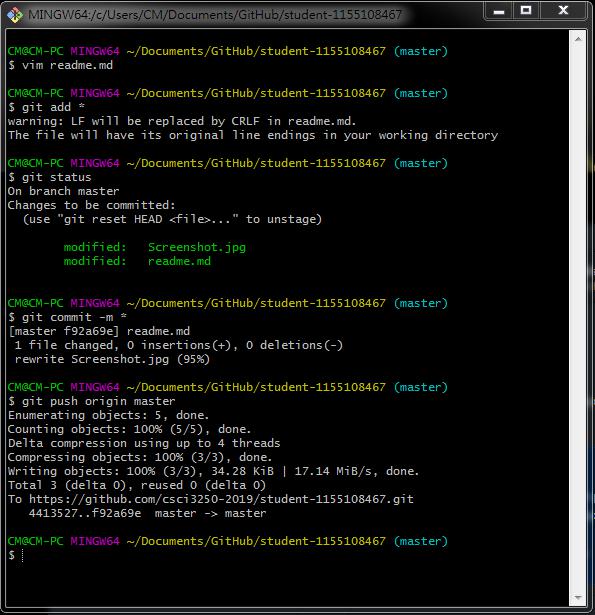 MINGW64:/c/Users/CM/Documents/GitHub/student-1155108467
CM@CM-PC MINGW64 ~/Documents/GitHub/student-1155108467 (master)
$ vim readme.md
CM@CM-PC MINGW64 ~/Documents/GitHub/student-1155108467 (master)
$ git add *
warning: LF will be replaced by CRLF in readme.md.
The file will have its original line endings in your working directory
CM@CM-PC MINGW64 ~/Documents/GitHub/student-1155108467 (master)
$ git status
On branch master
Changes to be committed:
  (use "git reset HEAD <file>..." to unstage)
        modified:   Screenshot.jpg
        modified:   readme.md
CM@CM-PC MINGW64 ~/Documents/GitHub/student-1155108467 (master)
$ git commit -m *
[master f92a69e] readme.md
 1 file changed, 0 insertions(+), 0 deletions(-)
 rewrite Screenshot.jpg (95%)
CM@CM-PC MINGW64 ~/Documents/GitHub/student-1155108467 (master)
$ git push origin master
Enumerating objects: 5, done.
Counting objects: 100% (5/5), done.
Delta compression using up to 4 threads
Compressing objects: 100% (3/3), done.
Writing objects: 100% (3/3), 34.28 KiB | 17.14 MiB/s, done.
Total 3 (delta 0), reused 0 (delta 0)
To https://github.com/csci3250-2019/student-1155108467.git
   4413527..f92a69e  master -> master
CM@CM-PC MINGW64 ~/Documents/GitHub/student-1155108467 (master)
$